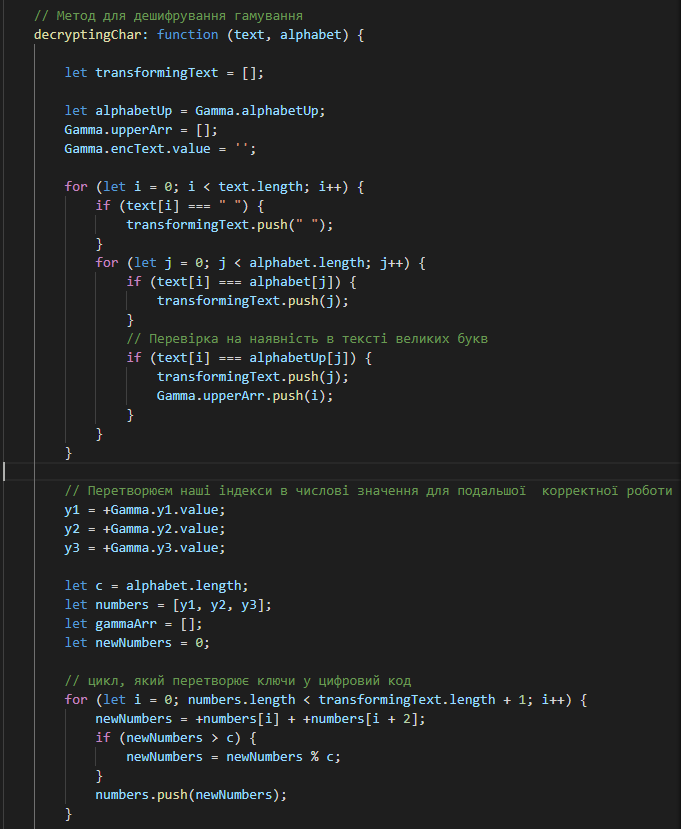 // Метод для дешифрування гамування
decryptingChar: function (text, alphabet) {
let transformingText = [];
let alphabetUp = Gamma.alphabetUp;
Gamma.upperArr = [];
Gamma.encText.value = '';
for (let i = 0; i < text.length; i++) {
if (text[i] === " ") {
transformingText.push(" ");
}
for (let j = 0; j < alphabet.length; j++) {
if (text[i] === alphabet[j]) {
transformingText.push(j);
}
// Перевірка на наявність в тексті великих букв
if (text[i] === alphabetUp[j]) {
transformingText.push(j);
Gamma.upperArr.push(i);
}
}
}
// Перетворюєм наші індекси в числові значення для подальшої  корректної роботи
y1 = +Gamma.y1.value;
y2 = +Gamma.y2.value;
y3 = +Gamma.y3.value;
let c = alphabet.length;
let numbers = [y1, y2, y3];
let gammaArr = [];
let newNumbers = 0;
// цикл, який перетворює ключи у цифровий код
for (let i = 0; numbers.length < transformingText.length + 1; i++) {
newNumbers = +numbers[i] + +numbers[i + 2];
if (newNumbers > c) {
newNumbers = newNumbers % c;
}
numbers.push(newNumbers);
}